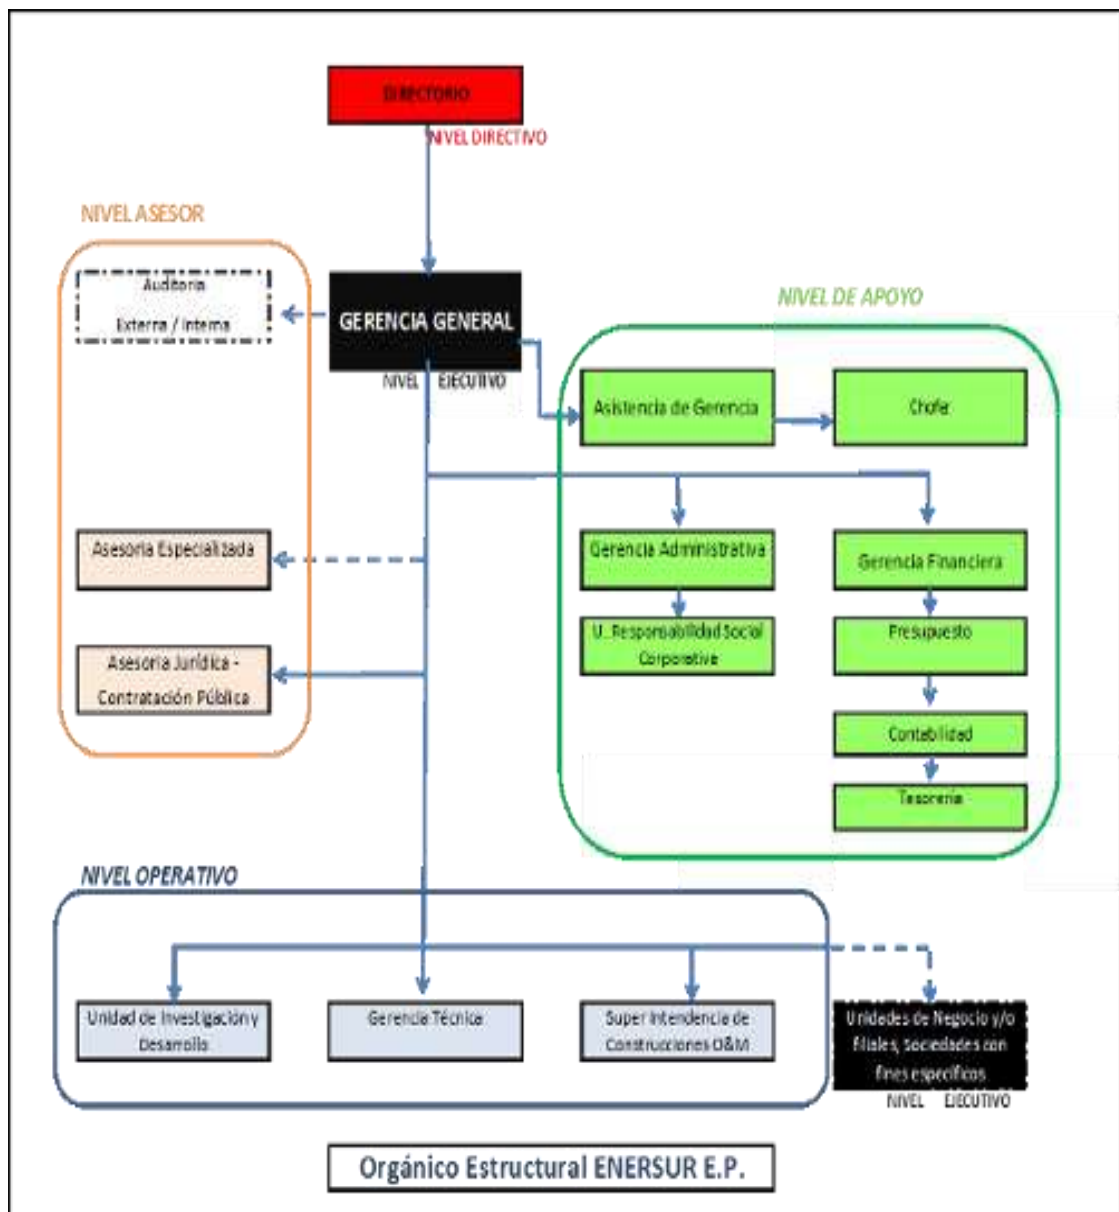 DIRECTORIO
NIVEL DIRECTIVO
NIVEL ASESOR
Auditoria
Externa / Interna
GERENCIA GENERAL
NIVEL EJECUTIVO
NIVEL DE APOYO
Asistencia de Gerencia
Chofer
Asesoria Especializada
Gerencia Administrativa
Gerencia Financiera
U. Responsabilidad Social
Corporativa
Presupuesto
Asesoria Jurídica -
Contratación Pública
Contabilidad
Tesorería
NIVEL OPERATIVO
Unidad de Investigación y
Desarrollo
Gerencia Técnica
Super Intendencia de
Construcciones O&M
Unidades de Negocio y/o
filiales, sociedades con
fines específicos
NIVEL EJECUTIVO
Orgánico Estructural ENERSUR E.P.